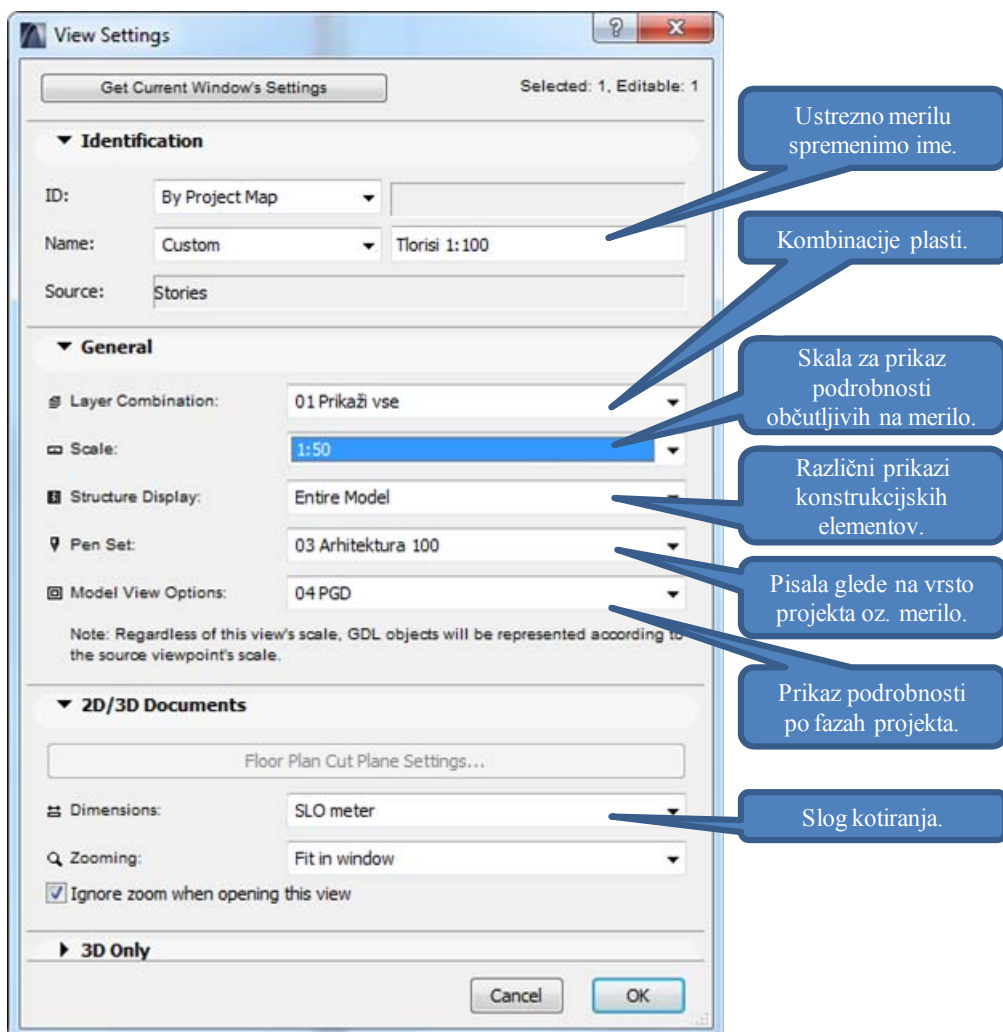 View Settings
Get Current Window's Settings
Selected: 1, Editable: 1
Identification
ID:
By Project Map
Name:
Custom
Tlorisi 1:100
Source:
Stories
General
Layer Combination:
01 Prikaži vse
Scale:
1:50
Structure Display:
Entire Model
Pen Set:
03 Arhitektura 100
Model View Options:
04 PGD
Note: Regardless of this view's scale, GDL objects will be represented according to
the source viewpoint's scale.
2D/3D Documents
Floor Plan Cut Plane Settings...
Dimensions:
SLO meter
Zooming:
Fit in window
Ignore zoom when opening this view
3D Only
Cancel
OK
Ustrezno merilu
spremenimo ime.
Kombinacije plasti.
Skala za prikaz
podrobnosti
občutljivih na merilo.
Različni prikazi
konstrukcijskih
elementov.
Pisala glede na vrsto
projekta oz. merilo.
Prikaz podrobnosti
po fazah projekta.
Slog kotiranja.